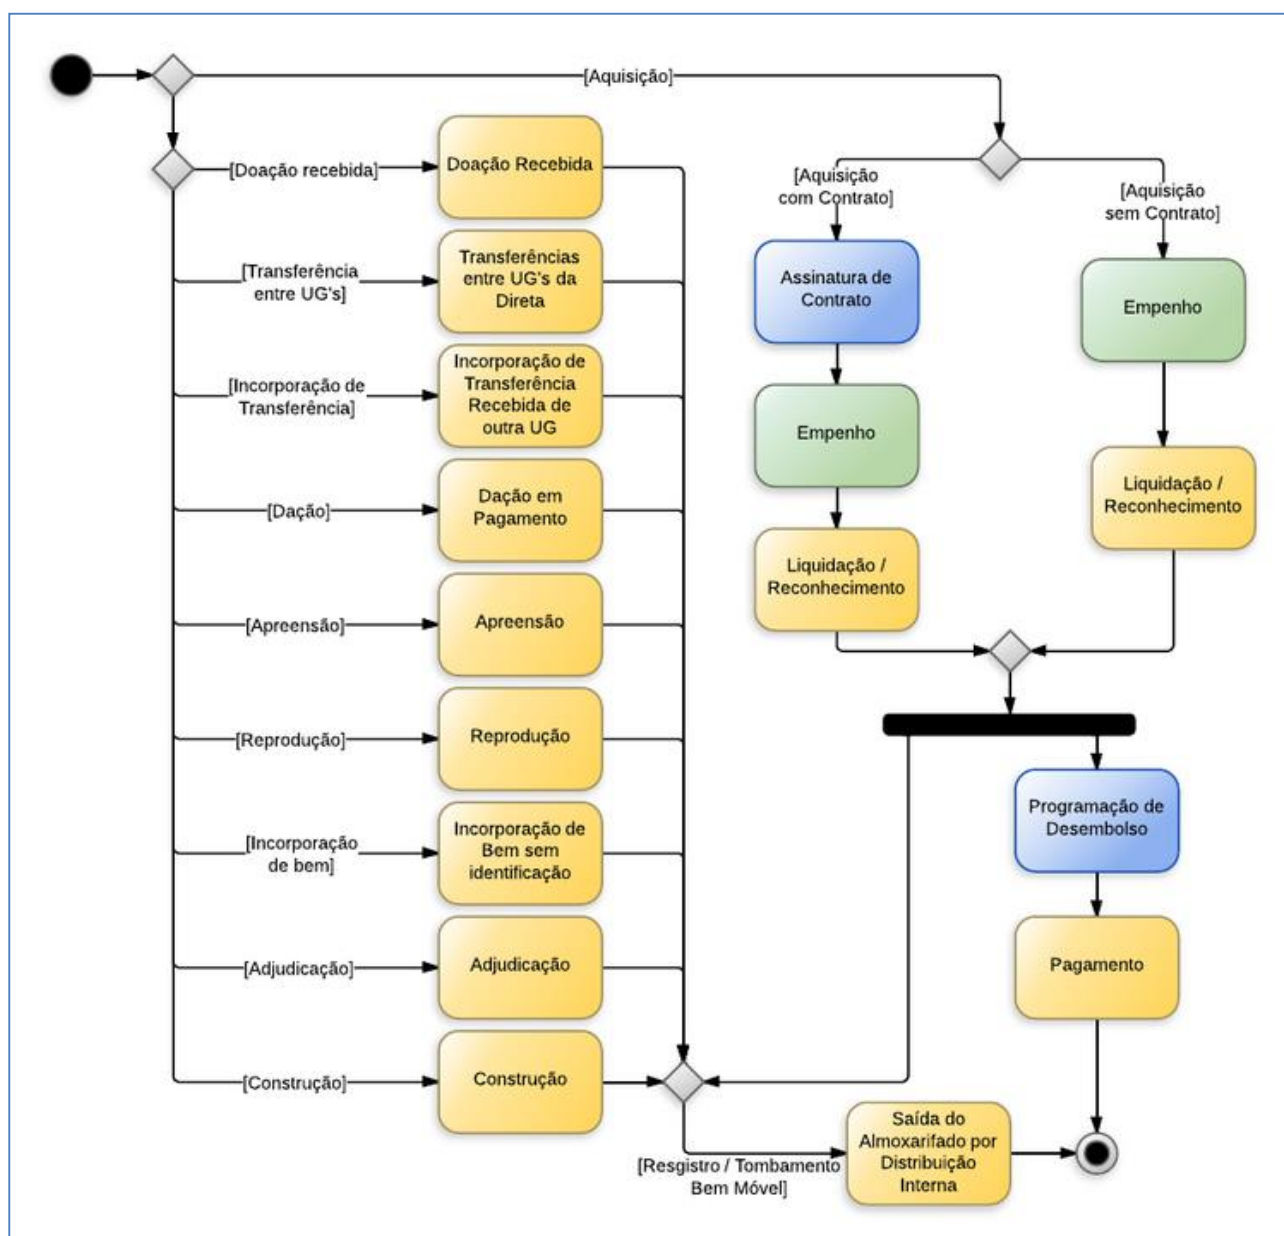 [Aquisição]
[Doação recebida]
Doação Recebida
[Aquisição
com Contrato]
[Aquisição
sem Contrato]
[Transferência
entre UG's]
Transferências
entre UG's da
Direta
Assinatura de
Contrato
Empenho
[Incorporação de
Transferência]
Incorporação de
Transferência
Recebida de
outra UG
Empenho
[Dação]
Dação em
Pagamento
Liquidação /
Reconhecimento
Liquidação /
Reconhecimento
[Apreensão]
Apreensão
[Reprodução]
Reprodução
Programação de
Desembolso
[Incorporação
de bem]
Incorporação de
Bem sem
identificação
[Adjudicação]
Adjudicação
Pagamento
[Construção]
Construção
[Resgistro / Tombamento
Bem Móvel]
Saída do
Almoxarifado por
Distribuição
Interna